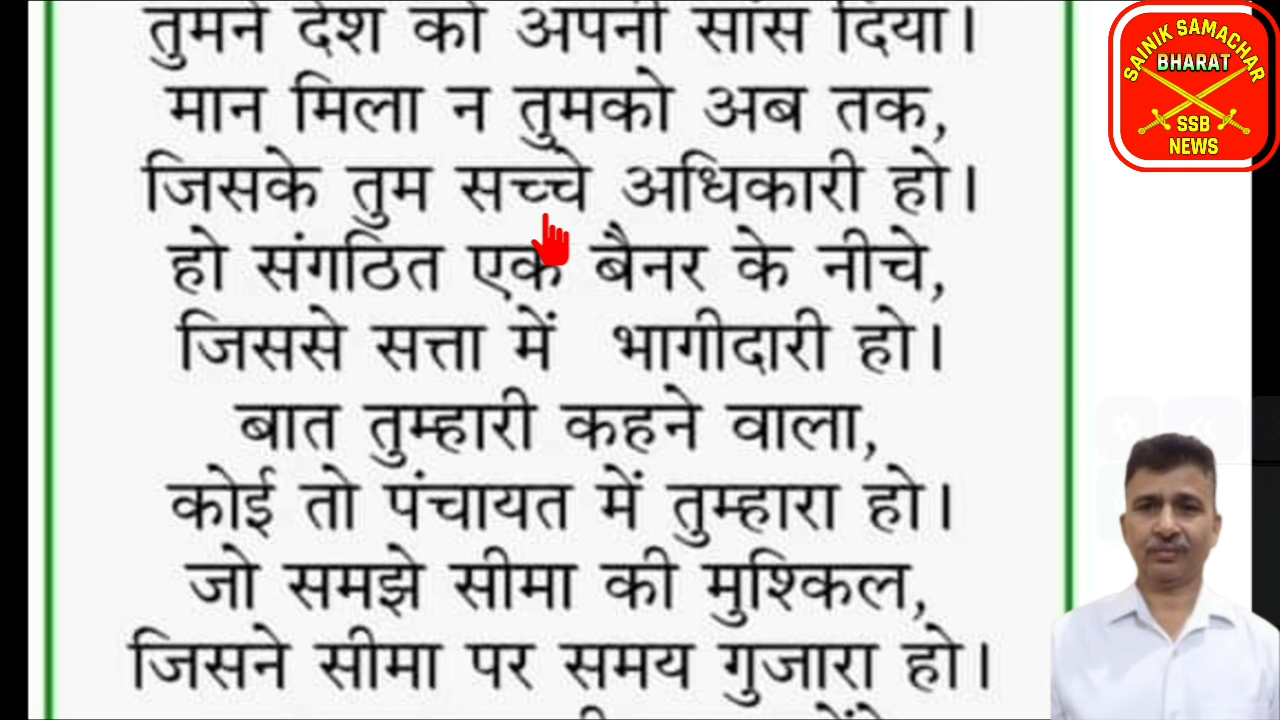 तुमने देश को अपनी सांस दिया।
मान मिला न तुमको अब तक,
जिसके तुम सच्चे अधिकारी हो।
हो संगठित एक बैनर के नीचे,
जिससे सत्ता में भागीदारी हो।
बात तुम्हारी कहने वाला,
कोई तो पंचायत में तुम्हारा हो।
जो समझे सीमा की मुश्किल,
जिसने सीमा पर समय गुजारा हो।
SAINIK SAMACHAR
BHARAT
SSB
NEWS